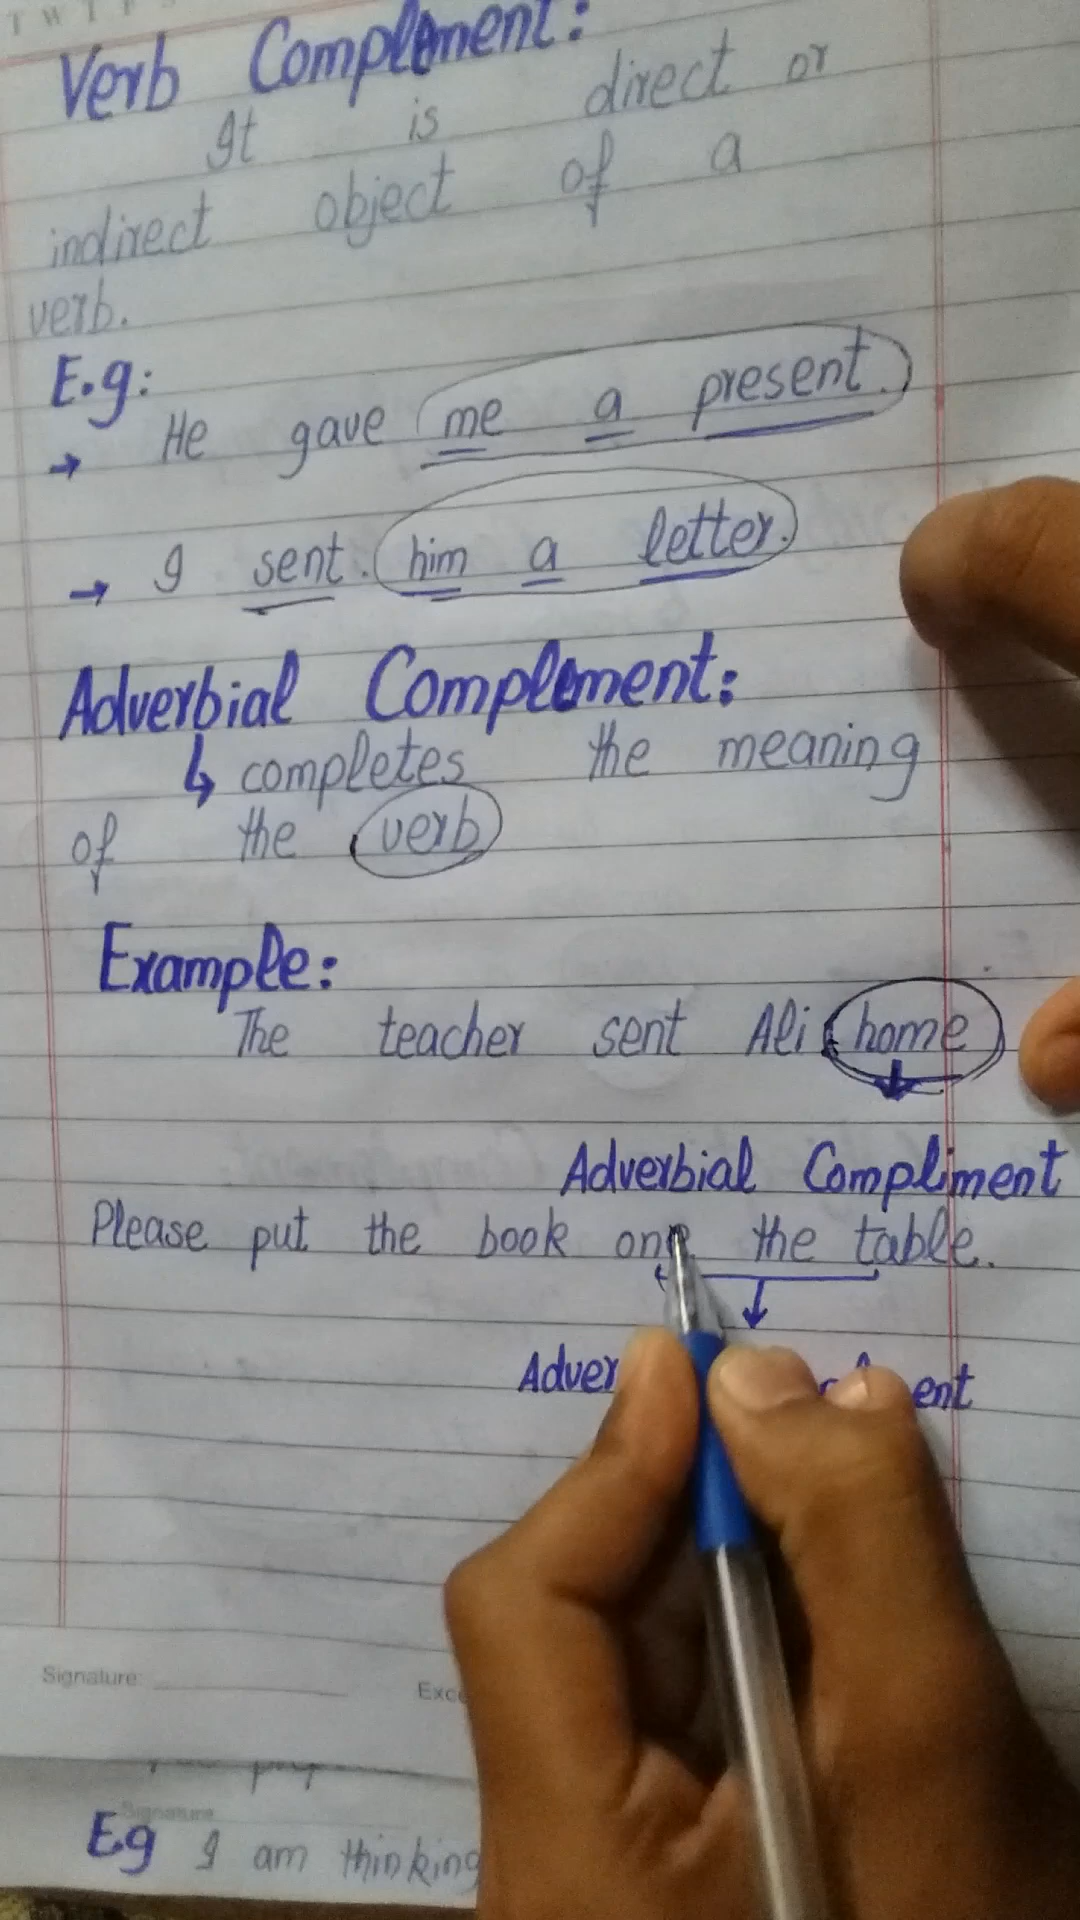 T W T F
Verb Complement:
It is direct or
indirect object of a
verb.
E.g:
→ He gave me a present.
→ I sent him a letter.
Adverbial Complement:
↳ completes the meaning
of the verb
Example:
The teacher sent Ali home
Adverbial Compliment
Please put the book one the table.
Signature:
Signature
Eg I am thinking